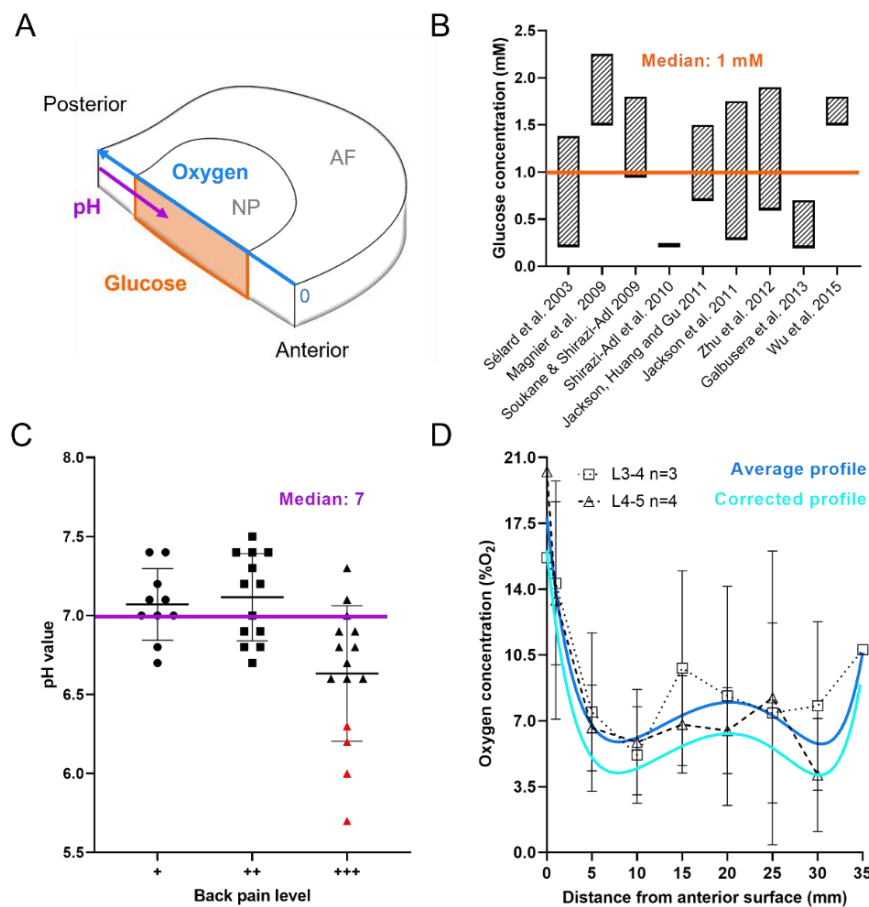 A
Posterior
AF
Oxygen
NP
pH
Glucose
0
Anterior
B
Glucose concentration (mM)
2.5
2.0
1.5
1.0
0.5
0.0
Median: 1 mM
Sélard et al. 2003
Magnier et al. 2009
Soukane & Shirazi-Adl 2009
Shirazi-Adl et al. 2010
Jackson, Huang and Gu 2011
Jackson et al. 2011
Zhu et al. 2012
Galbusera et al. 2013
Wu et al. 2015
C
pH value
8.0
7.5
7.0
6.5
6.0
5.5
Median: 7
+
++
+++
Back pain level
D
Oxygen concentration (%O₂)
21.0
17.5
14.0
10.5
7.0
3.5
0.0
L3-4 n=3
L4-5 n=4
Average profile
Corrected profile
0
5
10
15
20
25
30
35
Distance from anterior surface (mm)